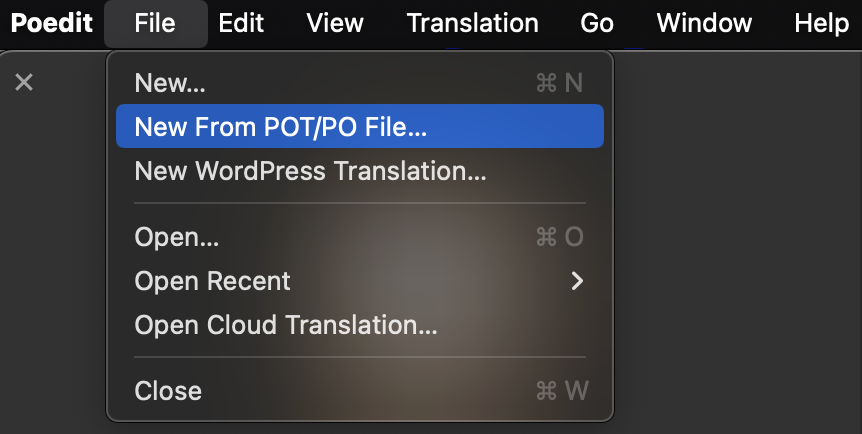 Poedit File Edit View Translation Go Window Help
New... ⌘ N
New From POT/PO File...
New WordPress Translation...
Open... ⌘ O
Open Recent
Open Cloud Translation...
Close ⌘ W